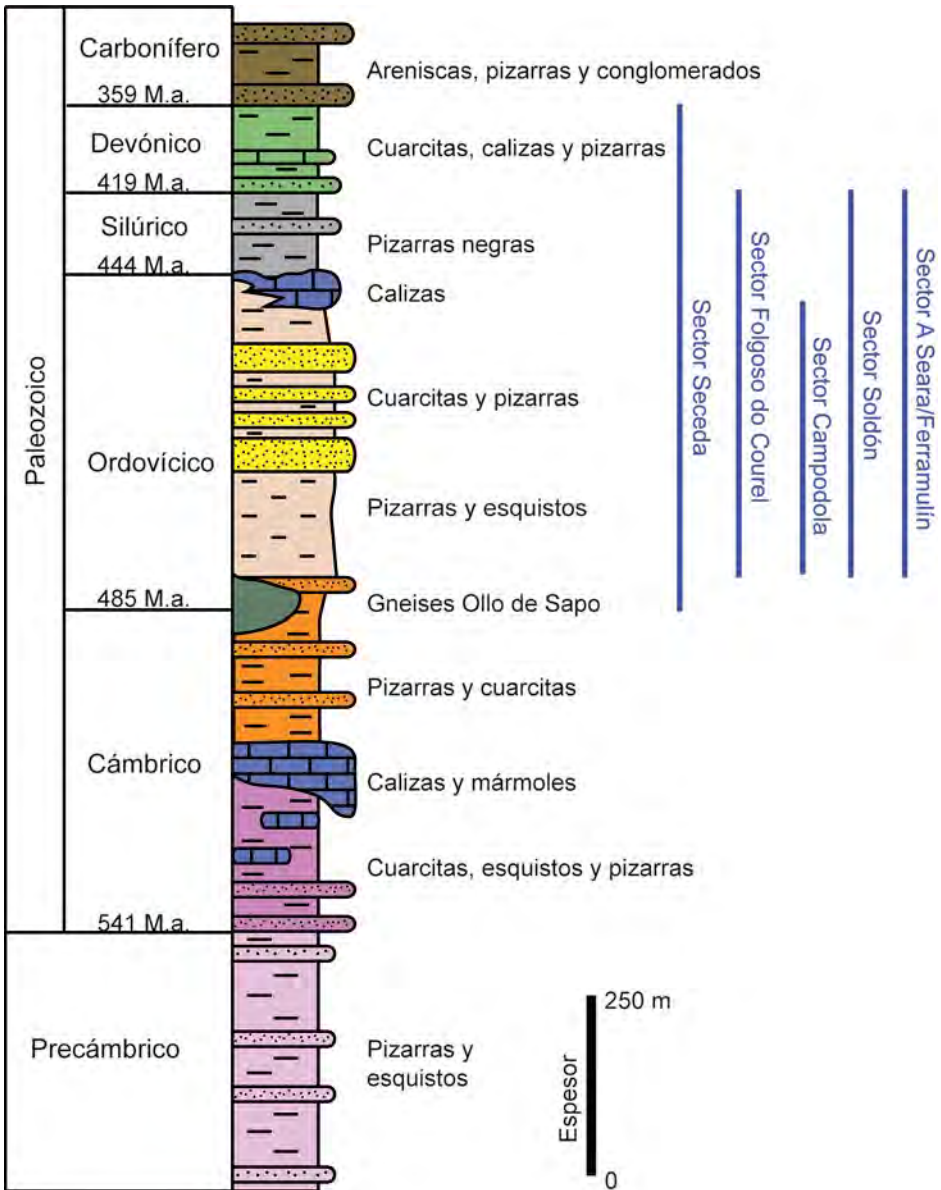 Paleozoico
Carbonífero
359 M.a.
Devónico
419 M.a.
Silúrico
444 M.a.
Ordovícico
485 M.a.
Cámbrico
541 M.a.
Precámbrico
Areniscas, pizarras y conglomerados
Cuarcitas, calizas y pizarras
Pizarras negras
Calizas
Cuarcitas y pizarras
Pizarras y esquistos
Gneises Ollo de Sapo
Pizarras y cuarcitas
Calizas y mármoles
Cuarcitas, esquistos y pizarras
Pizarras y
esquistos
Sector Seceda
Sector Folgoso do Courel
Sector Campodola
Sector Soldón
Sector A Seara/Ferramulín
Espesor
250 m
0